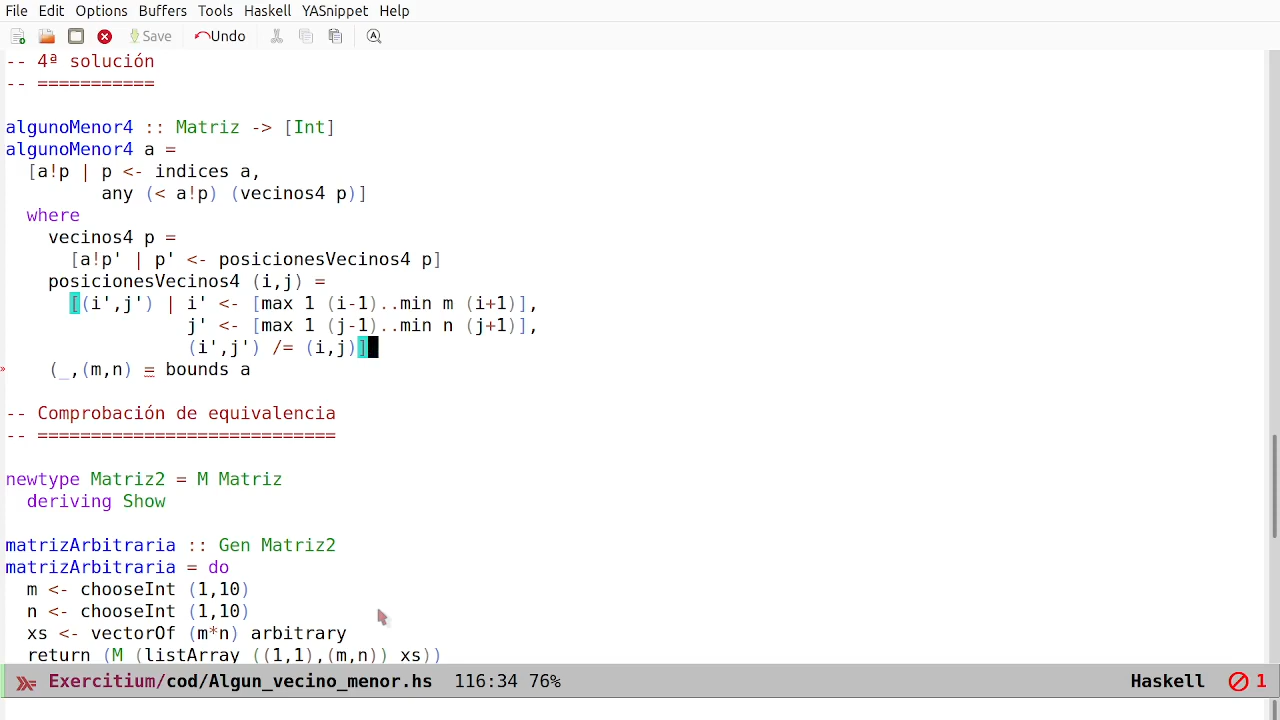 File Edit Options Buffers Tools Haskell YASnippet Help
Save Undo
-- 4ª solución
-- ===========
algunoMenor4 :: Matriz -> [Int]
algunoMenor4 a =
  [a!p | p <- indices a,
         any (< a!p) (vecinos4 p)]
  where
    vecinos4 p =
      [a!p' | p' <- posicionesVecinos4 p]
    posicionesVecinos4 (i,j) =
      [(i',j') | i' <- [max 1 (i-1)..min m (i+1)],
                 j' <- [max 1 (j-1)..min n (j+1)],
                 (i',j') /= (i,j)]
    (_,(m,n) = bounds a
-- Comprobación de equivalencia
-- ============================
newtype Matriz2 = M Matriz
  deriving Show
matrizArbitraria :: Gen Matriz2
matrizArbitraria = do
  m <- chooseInt (1,10)
  n <- chooseInt (1,10)
  xs <- vectorOf (m*n) arbitrary
  return (M (listArray ((1,1),(m,n)) xs))
Exercitium/cod/Algun_vecino_menor.hs 116:34 76% Haskell 1